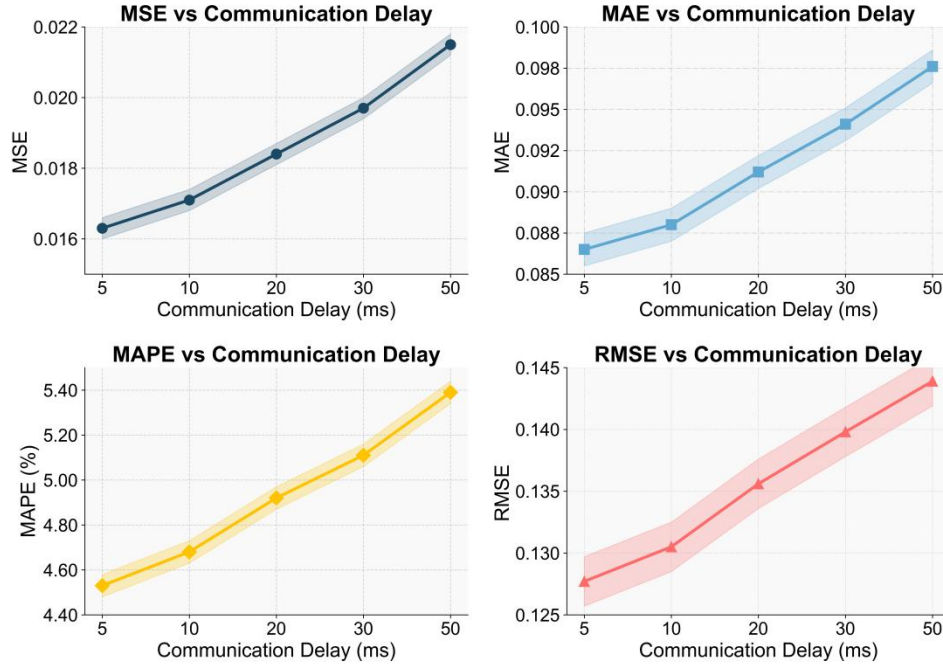 MSE vs Communication Delay
0.022
0.020
0.018
0.016
MSE
5 10 20 30 50
Communication Delay (ms)
MAE vs Communication Delay
0.100
0.098
0.095
0.092
0.090
0.088
0.085
MAE
5 10 20 30 50
Communication Delay (ms)
MAPE vs Communication Delay
5.40
5.20
5.00
4.80
4.60
4.40
MAPE (%)
5 10 20 30 50
Communication Delay (ms)
RMSE vs Communication Delay
0.145
0.140
0.135
0.130
0.125
RMSE
5 10 20 30 50
Communication Delay (ms)